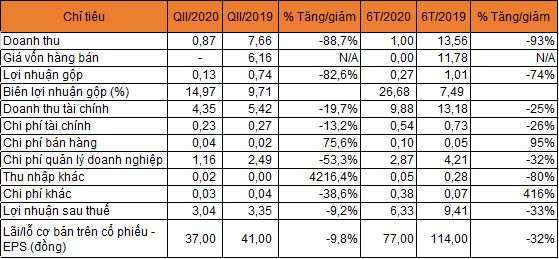 Chỉ tiêu QII/2020 QII/2019 % Tăng/giảm 6T/2020 6T/2019 % Tăng/giảm
Doanh thu 0,87 7,66 -88,7% 1,00 13,56 -93%
Giá vốn hàng bán - 6,16 N/A 0,00 11,78 N/A
Lợi nhuận gộp 0,13 0,74 -82,6% 0,27 1,01 -74%
Biên lợi nhuận gộp (%) 14,97 9,71 26,68 7,49
Doanh thu tài chính 4,35 5,42 -19,7% 9,88 13,18 -25%
Chi phí tài chính 0,23 0,27 -13,2% 0,54 0,73 -26%
Chi phí bán hàng 0,04 0,02 75,6% 0,10 0,05 95%
Chi phí quản lý doanh nghiệp 1,16 2,49 -53,3% 2,87 4,21 -32%
Thu nhập khác 0,02 0,00 4216,4% 0,05 0,28 -80%
Chi phí khác 0,03 0,04 -38,6% 0,38 0,07 416%
Lợi nhuận sau thuế 3,04 3,35 -9,2% 6,33 9,41 -33%
Lãi/lỗ cơ bản trên cổ phiếu -
EPS (đồng) 37,00 41,00 -9,8% 77,00 114,00 -32%